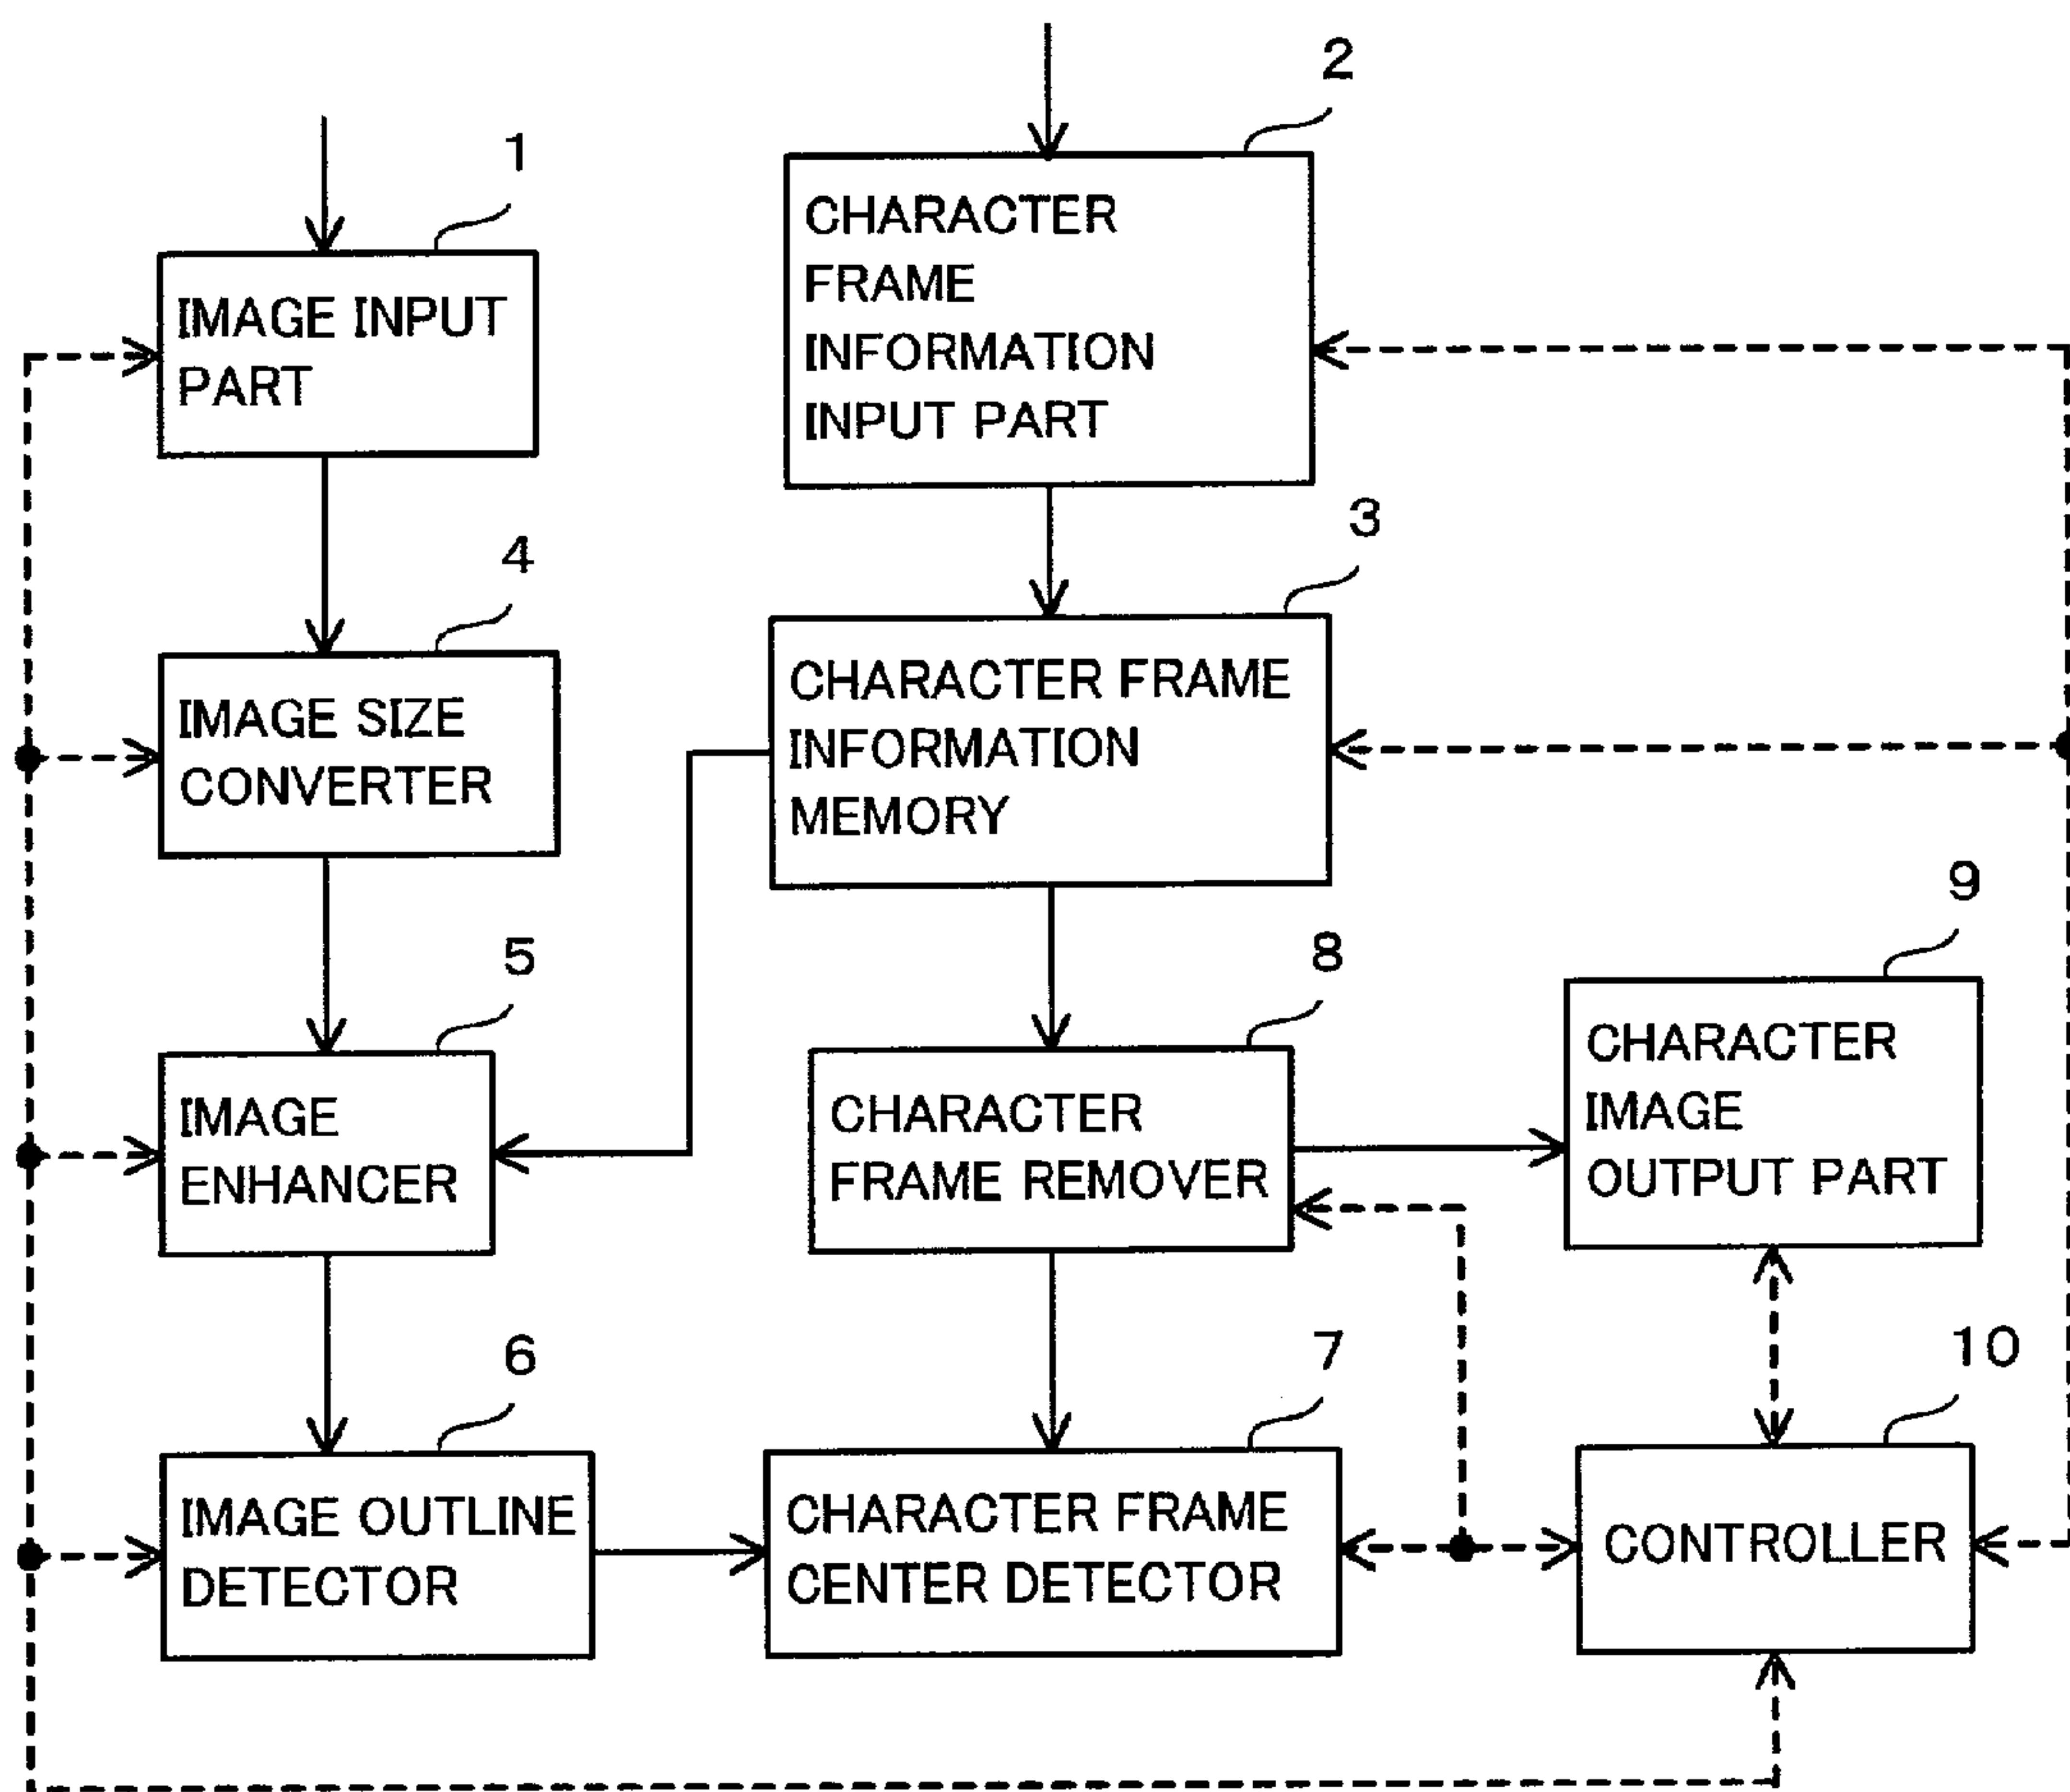 1
IMAGE INPUT
PART
2
CHARACTER
FRAME
INFORMATION
INPUT PART
3
CHARACTER FRAME
INFORMATION
MEMORY
4
IMAGE SIZE
CONVERTER
5
IMAGE
ENHANCER
8
CHARACTER
FRAME REMOVER
9
CHARACTER
IMAGE
OUTPUT PART
6
IMAGE OUTLINE
DETECTOR
7
CHARACTER FRAME
CENTER DETECTOR
10
CONTROLLER